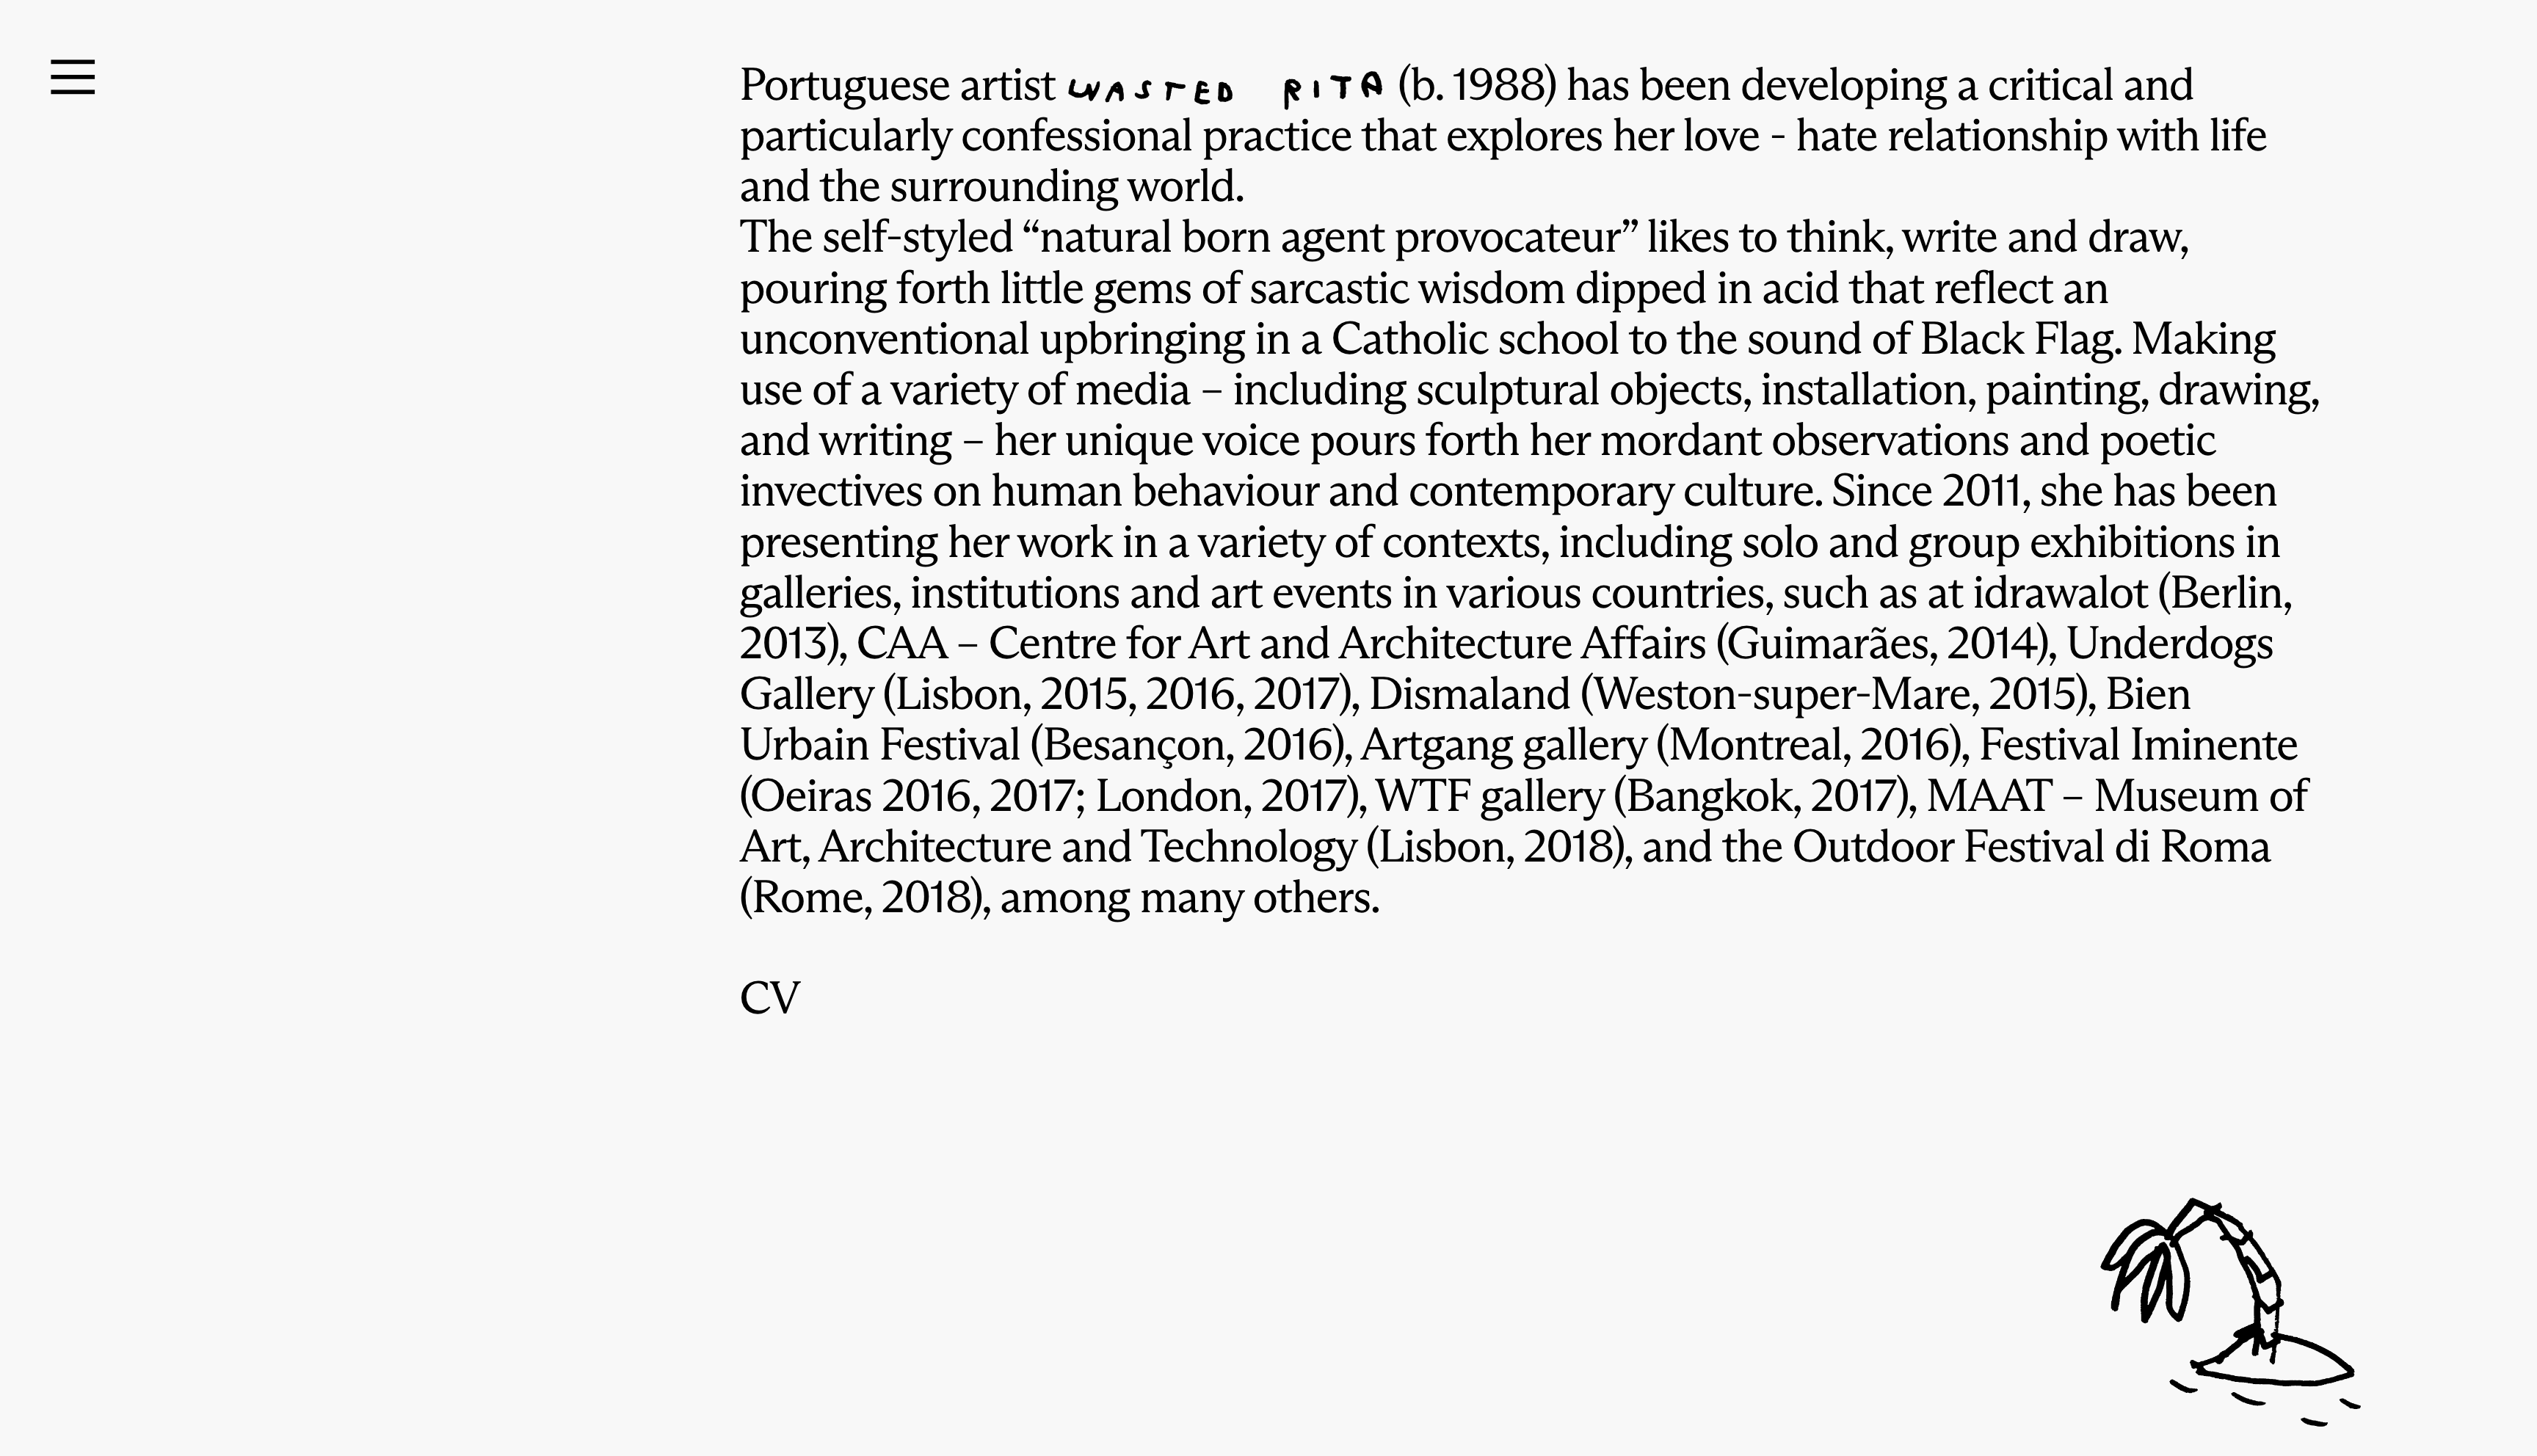 Portuguese artist WASTED RITA (b. 1988) has been developing a critical and
particularly confessional practice that explores her love - hate relationship with life
and the surrounding world.
The self-styled “natural born agent provocateur” likes to think, write and draw,
pouring forth little gems of sarcastic wisdom dipped in acid that reflect an
unconventional upbringing in a Catholic school to the sound of Black Flag. Making
use of a variety of media – including sculptural objects, installation, painting, drawing,
and writing – her unique voice pours forth her mordant observations and poetic
invectives on human behaviour and contemporary culture. Since 2011, she has been
presenting her work in a variety of contexts, including solo and group exhibitions in
galleries, institutions and art events in various countries, such as at idrawalot (Berlin,
2013), CAA – Centre for Art and Architecture Affairs (Guimarães, 2014), Underdogs
Gallery (Lisbon, 2015, 2016, 2017), Dismaland (Weston-super-Mare, 2015), Bien
Urbain Festival (Besançon, 2016), Artgang gallery (Montreal, 2016), Festival Iminente
(Oeiras 2016, 2017; London, 2017), WTF gallery (Bangkok, 2017), MAAT – Museum of
Art, Architecture and Technology (Lisbon, 2018), and the Outdoor Festival di Roma
(Rome, 2018), among many others.
CV